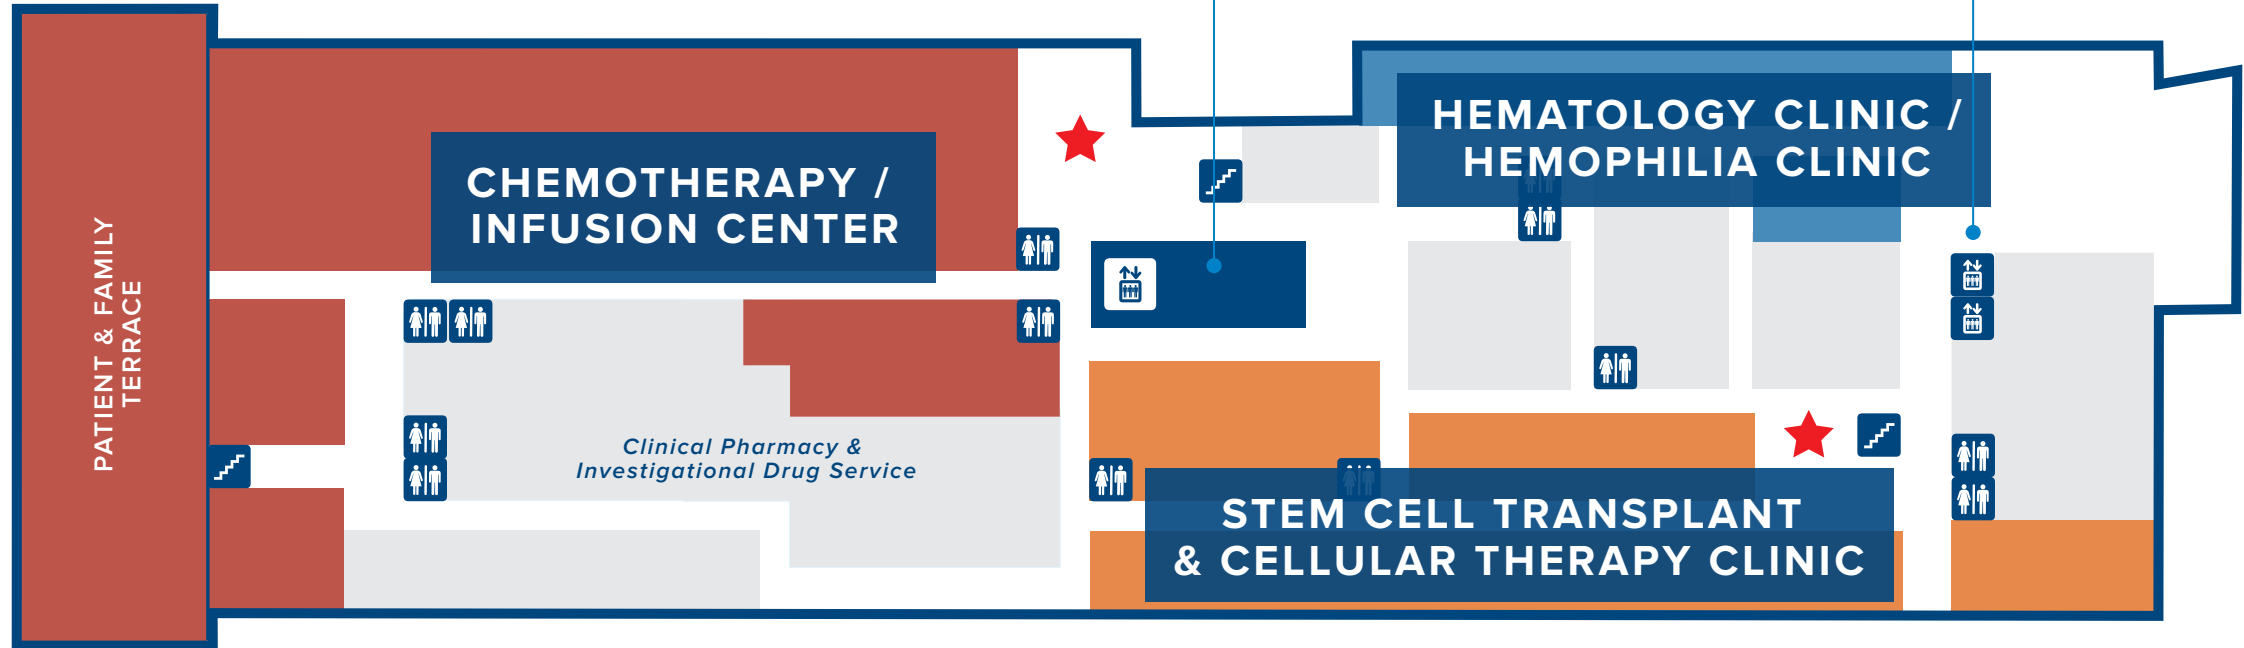 PATIENT & FAMILY
TERRACE
CHEMOTHERAPY /
INFUSION CENTER
HEMATOLOGY CLINIC /
HEMOPHILIA CLINIC
Clinical Pharmacy &
Investigational Drug Service
STEM CELL TRANSPLANT
& CELLULAR THERAPY CLINIC